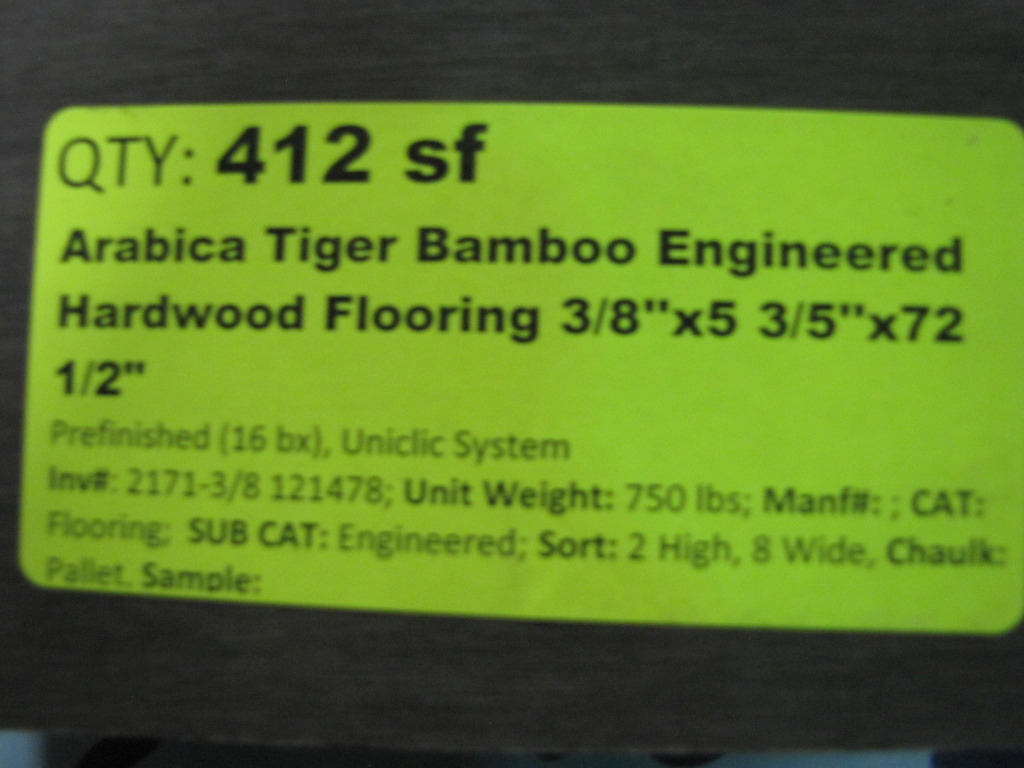 QTY: 412 sf
Arabica Tiger Bamboo Engineered
Hardwood Flooring 3/8"x5 3/5"x72
1/2"
Prefinished (16 bx), Uniclic System
Inv#: 2171-3/8 121478; Unit Weight: 750 lbs; Manf#: ; CAT:
Flooring; SUB CAT: Engineered; Sort: 2 High, 8 Wide, Chaulk:
Pallet. Sample: